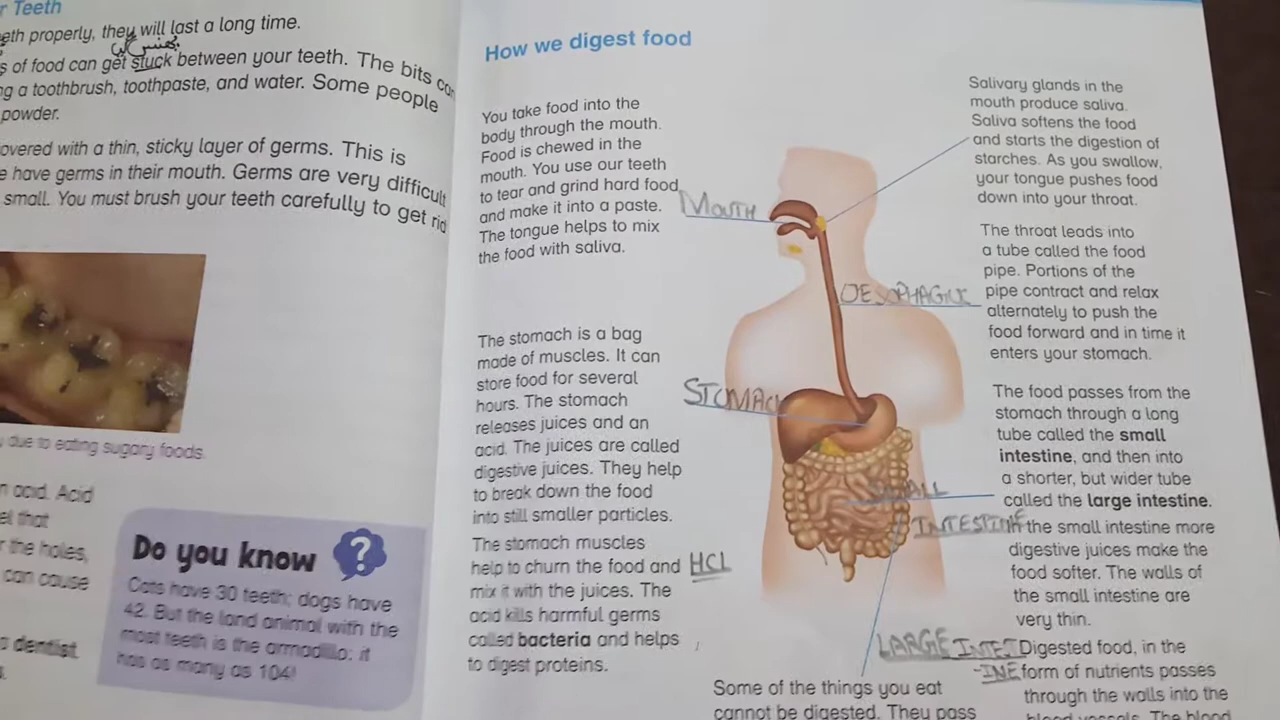 r Teeth
eth properly, they will last a long time.
s of food can get stuck between your teeth. The bits can
ng a toothbrush, toothpaste, and water. Some people
powder.
overed with a thin, sticky layer of germs. This is
e have germs in their mouth. Germs are very difficult
small. You must brush your teeth carefully to get rid
due to eating sugary foods.
n acid. Acid
el that
r the holes,
can cause
dentist.
Do you know ?
Cats have 30 teeth; dogs have
42. But the land animal with the
most teeth is the armadillo: it
has as many as 104!
How we digest food
You take food into the
body through the mouth.
Food is chewed in the
mouth. You use our teeth
to tear and grind hard food
and make it into a paste.
The tongue helps to mix
the food with saliva.
The stomach is a bag
made of muscles. It can
store food for several
hours. The stomach
releases juices and an
acid. The juices are called
digestive juices. They help
to break down the food
into still smaller particles.
The stomach muscles
help to churn the food and
mix it with the juices. The
acid kills harmful germs
called bacteria and helps
to digest proteins.
HCL
MOUTH
OESOPHAGUS
STOMACH
SMALL
INTESTINE
LARGE INTEST
-INE
Some of the things you eat
cannot be digested. They pass
Salivary glands in the
mouth produce saliva.
Saliva softens the food
and starts the digestion of
starches. As you swallow,
your tongue pushes food
down into your throat.
The throat leads into
a tube called the food
pipe. Portions of the
pipe contract and relax
alternately to push the
food forward and in time it
enters your stomach.
The food passes from the
stomach through a long
tube called the small
intestine, and then into
a shorter, but wider tube
called the large intestine.
the small intestine more
digestive juices make the
food softer. The walls of
the small intestine are
very thin.
Digested food, in the
form of nutrients passes
through the walls into the
blood vessels. The blood